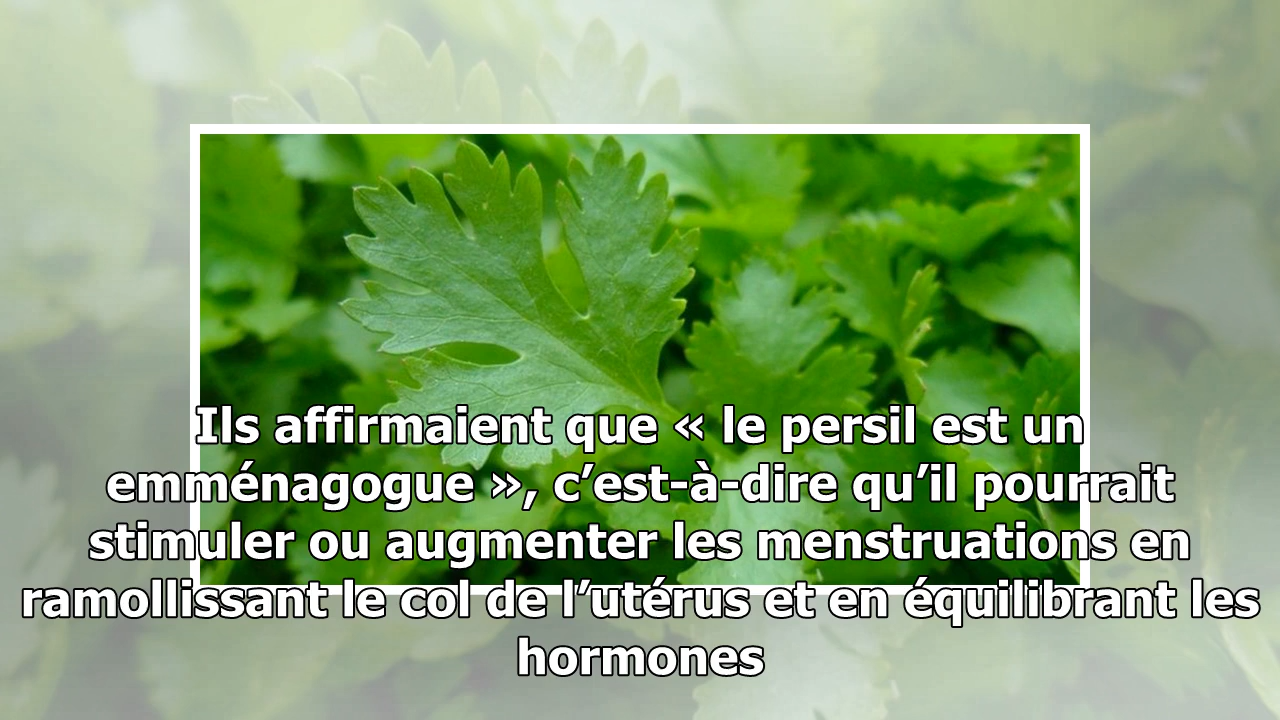 Ils affirmaient que « le persil est un
emménagogue », c’est-à-dire qu’il pourrait
stimuler ou augmenter les menstruations en
ramollissant le col de l’utérus et en équilibrant les
hormones